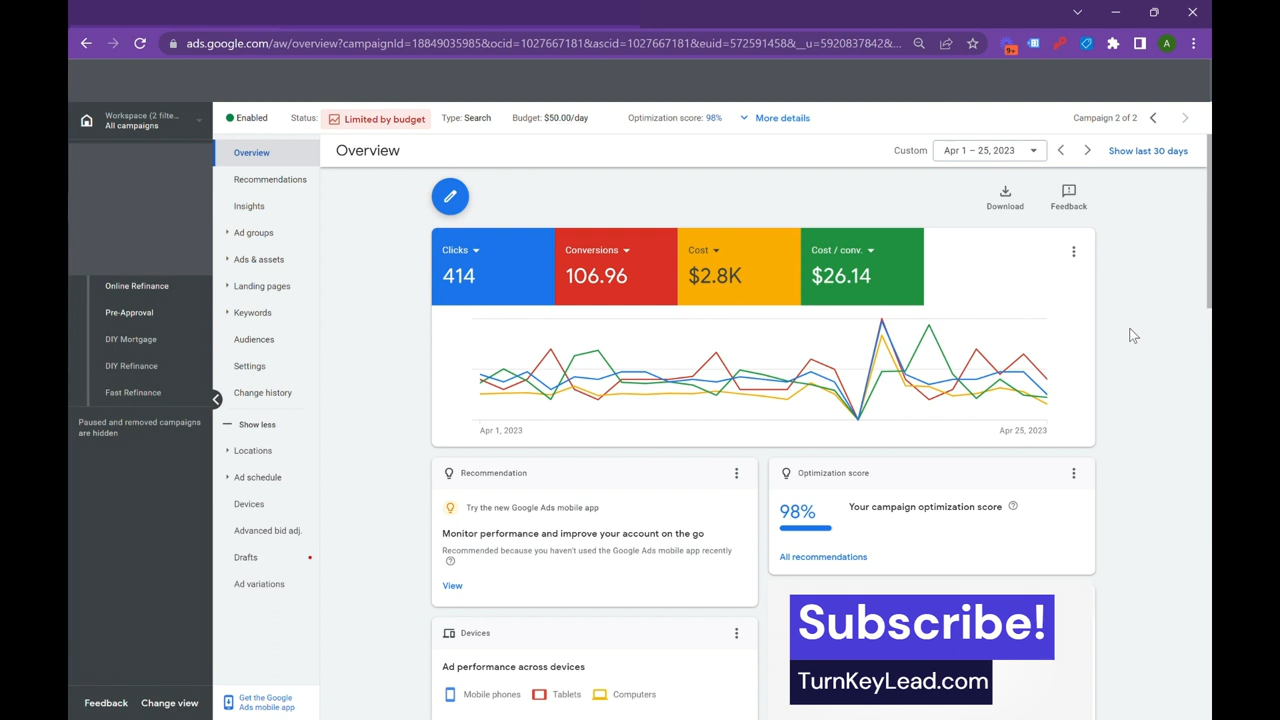 ads.google.com/aw/overview?campaignId=18849035985&ocid=1027667181&ascid=1027667181&euid=572591458&__u=5920837842&...
9+
A
Workspace (2 filte...
All campaigns
Enabled
Status:
Limited by budget
Type: Search
Budget: $50.00/day
Optimization score: 98%
More details
Campaign 2 of 2
Overview
Recommendations
Insights
Ad groups
Ads & assets
Landing pages
Keywords
Audiences
Settings
Change history
Show less
Locations
Ad schedule
Devices
Advanced bid adj.
Drafts
Ad variations
Get the Google
Ads mobile app
Online Refinance
Pre-Approval
DIY Mortgage
DIY Refinance
Fast Refinance
Paused and removed campaigns
are hidden
Feedback
Change view
Overview
Custom
Apr 1 – 25, 2023
Show last 30 days
Download
Feedback
Clicks
414
Conversions
106.96
Cost
$2.8K
Cost / conv.
$26.14
Apr 1, 2023
Apr 25, 2023
Recommendation
Try the new Google Ads mobile app
Monitor performance and improve your account on the go
Recommended because you haven't used the Google Ads mobile app recently
View
Optimization score
98%
Your campaign optimization score
All recommendations
Devices
Ad performance across devices
Mobile phones
Tablets
Computers
Subscribe!
TurnKeyLead.com